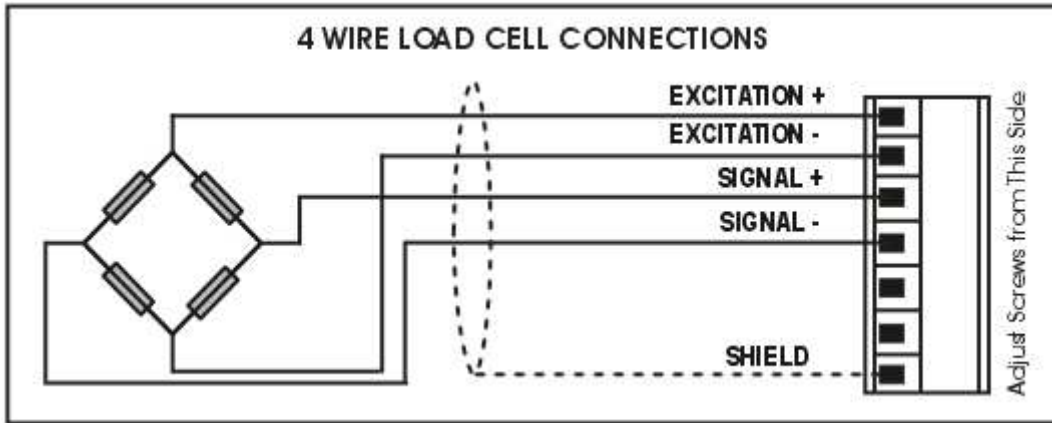 4 WIRE LOAD CELL CONNECTIONS
EXCITATION +
EXCITATION -
SIGNAL +
SIGNAL -
SHIELD
Adjust Screws from This Side